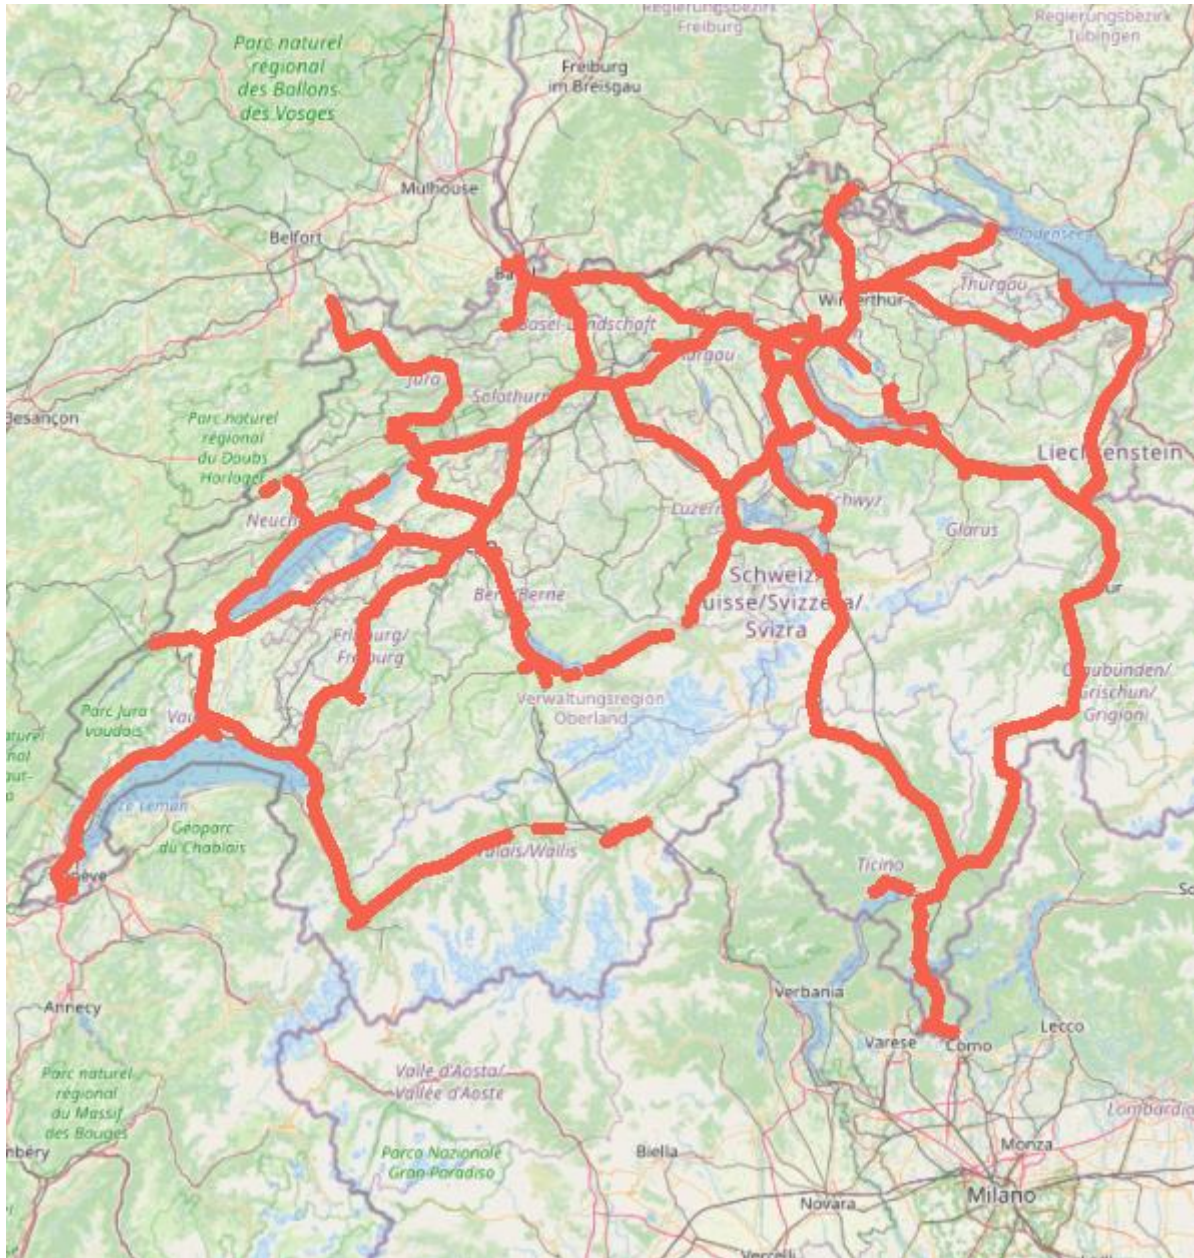 Regierungsbezirk
Freiburg
Regierungsbezirk
Tübingen
Parc naturel
régional
des Ballons
des Vosges
Freiburg
im Breisgau
Mulhouse
Belfort
Bodensee
Thurgau
Basel-Landschaft
Jura
Solothurn
Besançon
Parc naturel
régional
du Doubs
Horloger
Liechtenstein
Luzern
Schwyz
Glarus
Schweiz/
Suisse/Svizzera/
Svizra
Bern/Berne
Fribourg/
Freiburg
Graubünden/
Grischun/
Grigioni
Verwaltungsregion
Oberland
Parc Jura
vaudois
Géoparc
du Chablais
Valais/Wallis
Ticino
Annecy
Verbania
Varese
Como
Lecco
Parc naturel
régional
du Massif
des Bauges
Valle d'Aosta/
Vallée d'Aoste
Parco Nazionale
Gran Paradiso
Biella
Monza
Milano
Novara